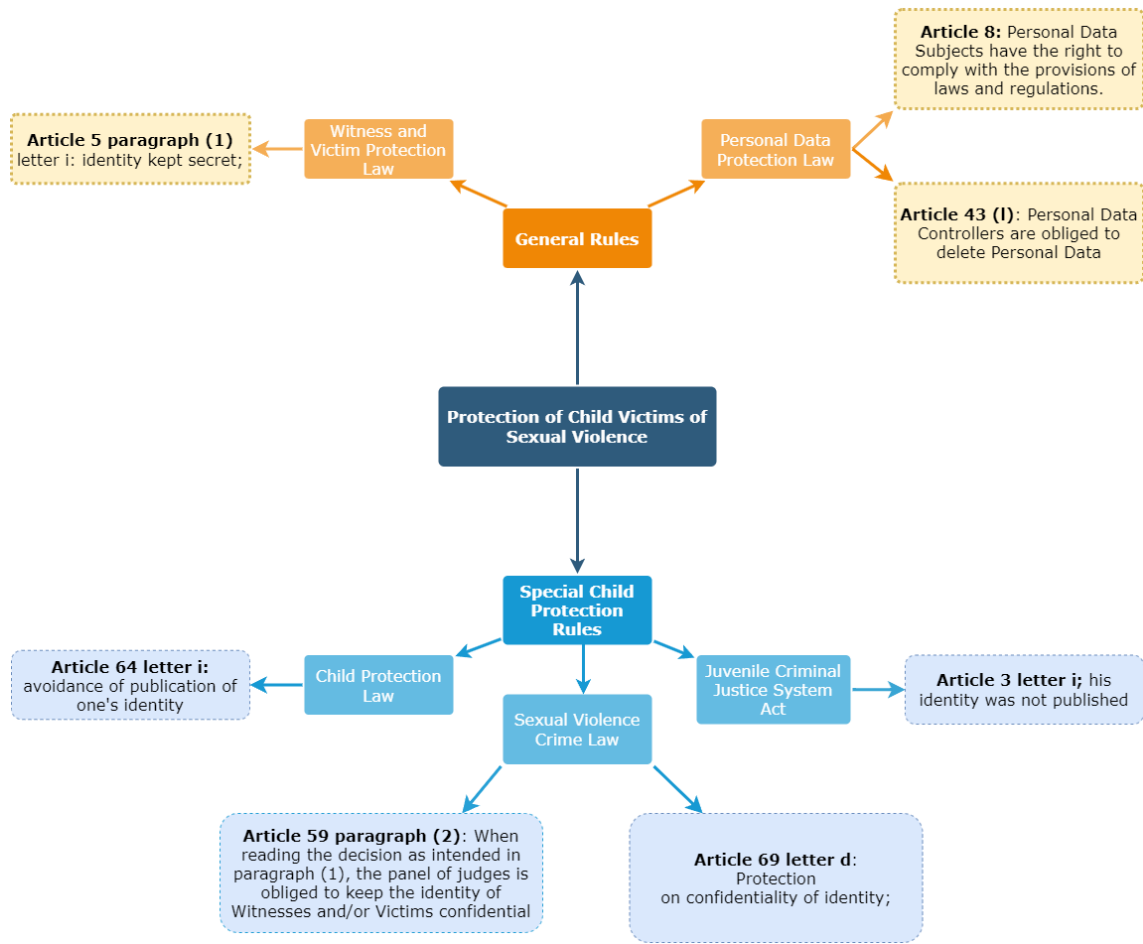 Article 8: Personal Data
Subjects have the right to
comply with the provisions of
laws and regulations.
Article 5 paragraph (1)
letter i: identity kept secret;
Witness and
Victim Protection
Law
Personal Data
Protection Law
Article 43 (l): Personal Data
Controllers are obliged to
delete Personal Data
General Rules
Protection of Child Victims of
Sexual Violence
Special Child
Protection
Rules
Article 64 letter i:
avoidance of publication of
one's identity
Child Protection
Law
Juvenile Criminal
Justice System
Act
Article 3 letter i; his
identity was not published
Sexual Violence
Crime Law
Article 59 paragraph (2): When
reading the decision as intended in
paragraph (1), the panel of judges is
obliged to keep the identity of
Witnesses and/or Victims confidential
Article 69 letter d:
Protection
on confidentiality of identity;